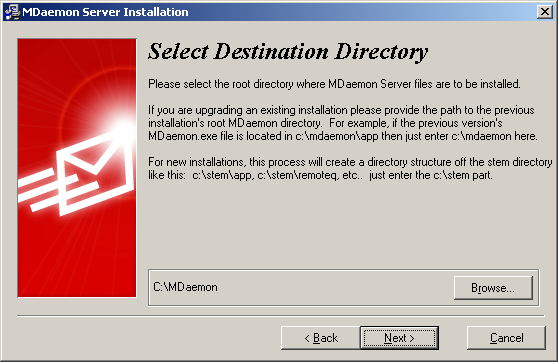 MDaemon Server Installation
Select Destination Directory
Please select the root directory where MDaemon Server files are to be installed.
If you are upgrading an existing installation please provide the path to the previous
installation's root MDaemon directory.  For example, if the previous version's
MDaemon.exe file is located in c:\mdaemon\app then just enter c:\mdaemon here.
For new installations, this process will create a directory structure off the stem directory
like this:  c:\stem\app, c:\stem\remoteq, etc..  just enter the c:\stem part.
C:\MDaemon
Browse...
< Back
Next >
Cancel